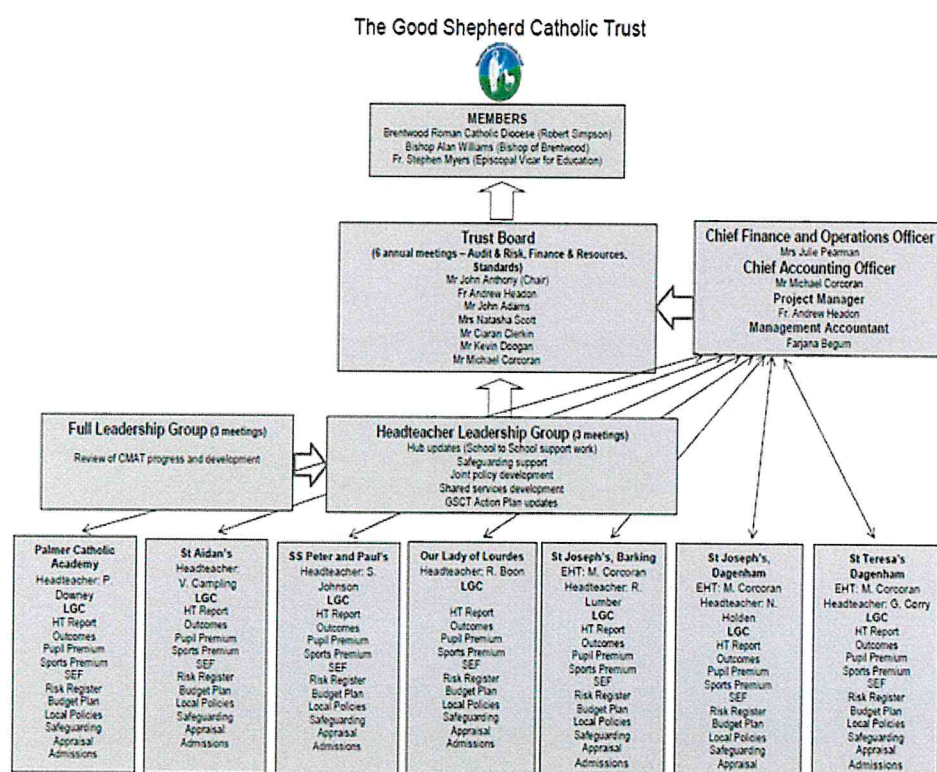 The Good Shepherd Catholic Trust
MEMBERS
Brentwood Roman Catholic Diocese (Robert Simpson)
Bishop Alan Williams (Bishop of Brentwood)
Fr. Stephen Myers (Episcopal Vicar for Education)
Trust Board
(6 annual meetings – Audit & Risk, Finance & Resources,
Standards)
Mr John Anthony (Chair)
Fr Andrew Headon
Mr John Adams
Mrs Natasha Scott
Mr Ciaran Clerkin
Mr Kevin Doogan
Mr Michael Corcoran
Chief Finance and Operations Officer
Mrs Julie Pearman
Chief Accounting Officer
Mr Michael Corcoran
Project Manager
Fr. Andrew Headon
Management Accountant
Farjana Begum
Full Leadership Group (3 meetings)
Review of CMAT progress and development
Headteacher Leadership Group (3 meetings)
Hub updates (School to School support work)
Safeguarding support
Joint policy development
Shared services development
GSCT Action Plan updates
Palmer Catholic
Academy
Headteacher: P.
Downey
LGC
HT Report
Outcomes
Pupil Premium
Sports Premium
SEF
Risk Register
Budget Plan
Local Policies
Safeguarding
Appraisal
Admissions
St Aidan's
Headteacher:
V. Campling
LGC
HT Report
Outcomes
Pupil Premium
Sports Premium
SEF
Risk Register
Budget Plan
Local Policies
Safeguarding
Appraisal
Admissions
SS Peter and Paul's
Headteacher: S.
Johnson
LGC
HT Report
Outcomes
Pupil Premium
Sports Premium
SEF
Risk Register
Budget Plan
Local Policies
Safeguarding
Appraisal
Admissions
Our Lady of Lourdes
Headteacher: R. Boon
LGC
HT Report
Outcomes
Pupil Premium
Sports Premium
SEF
Risk Register
Budget Plan
Local Policies
Safeguarding
Appraisal
Admissions
St Joseph's, Barking
EHT: M. Corcoran
Headteacher: R.
Lumber
LGC
HT Report
Outcomes
Pupil Premium
Sports Premium
SEF
Risk Register
Budget Plan
Local Policies
Safeguarding
Appraisal
Admissions
St Joseph's,
Dagenham
EHT: M. Corcoran
Headteacher: N.
Holden
LGC
HT Report
Outcomes
Pupil Premium
Sports Premium
SEF
Risk Register
Budget Plan
Local Policies
Safeguarding
Appraisal
Admissions
St Teresa's
Dagenham
EHT: M. Corcoran
Headteacher: G. Corry
LGC
HT Report
Outcomes
Pupil Premium
Sports Premium
SEF
Risk Register
Budget Plan
Local Policies
Safeguarding
Appraisal
Admissions